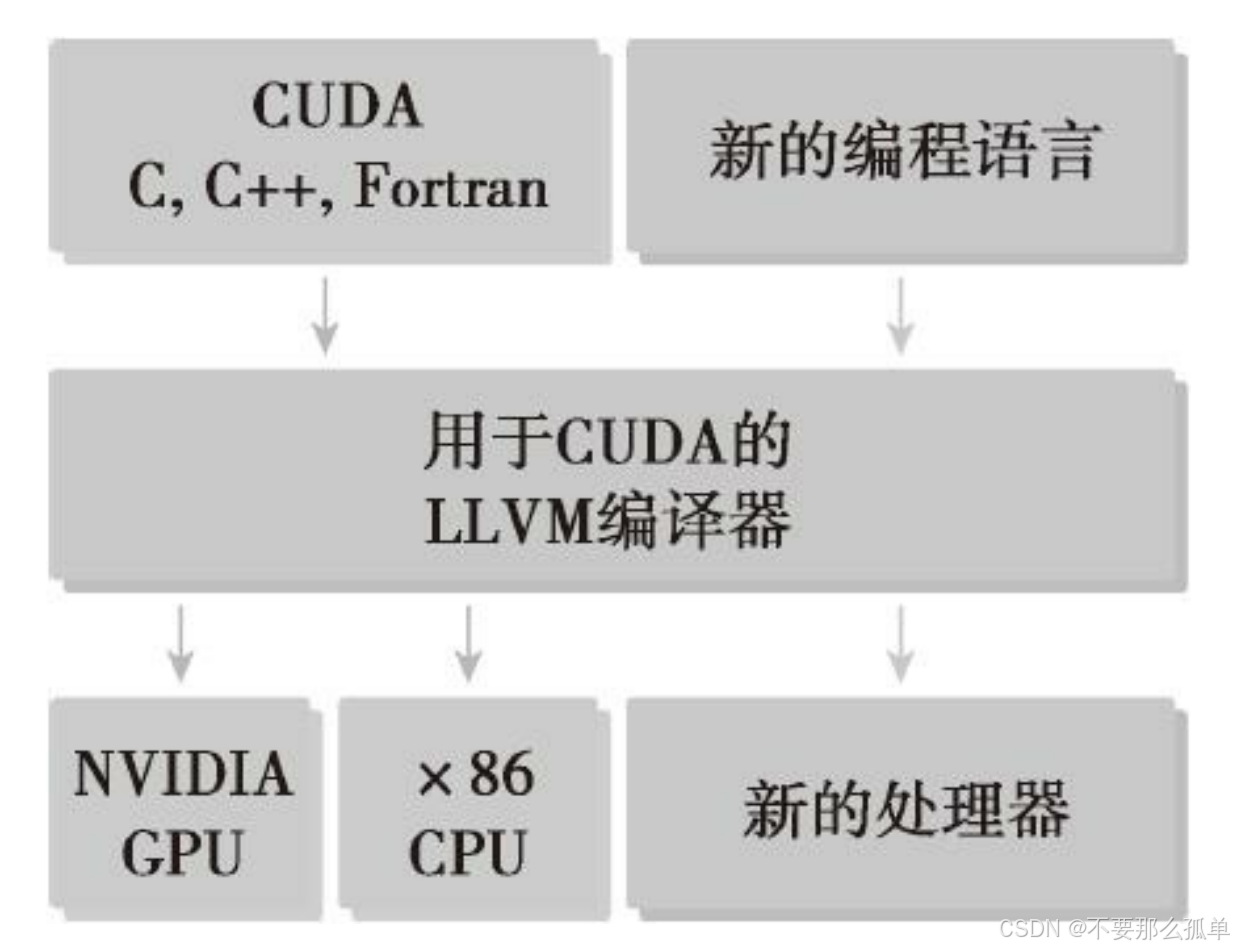 CUDA
C, C++, Fortran
新的编程语言
用于CUDA的
LLVM编译器
NVIDIA
GPU
×86
CPU
新的处理器
CSDN @不要那么孤单